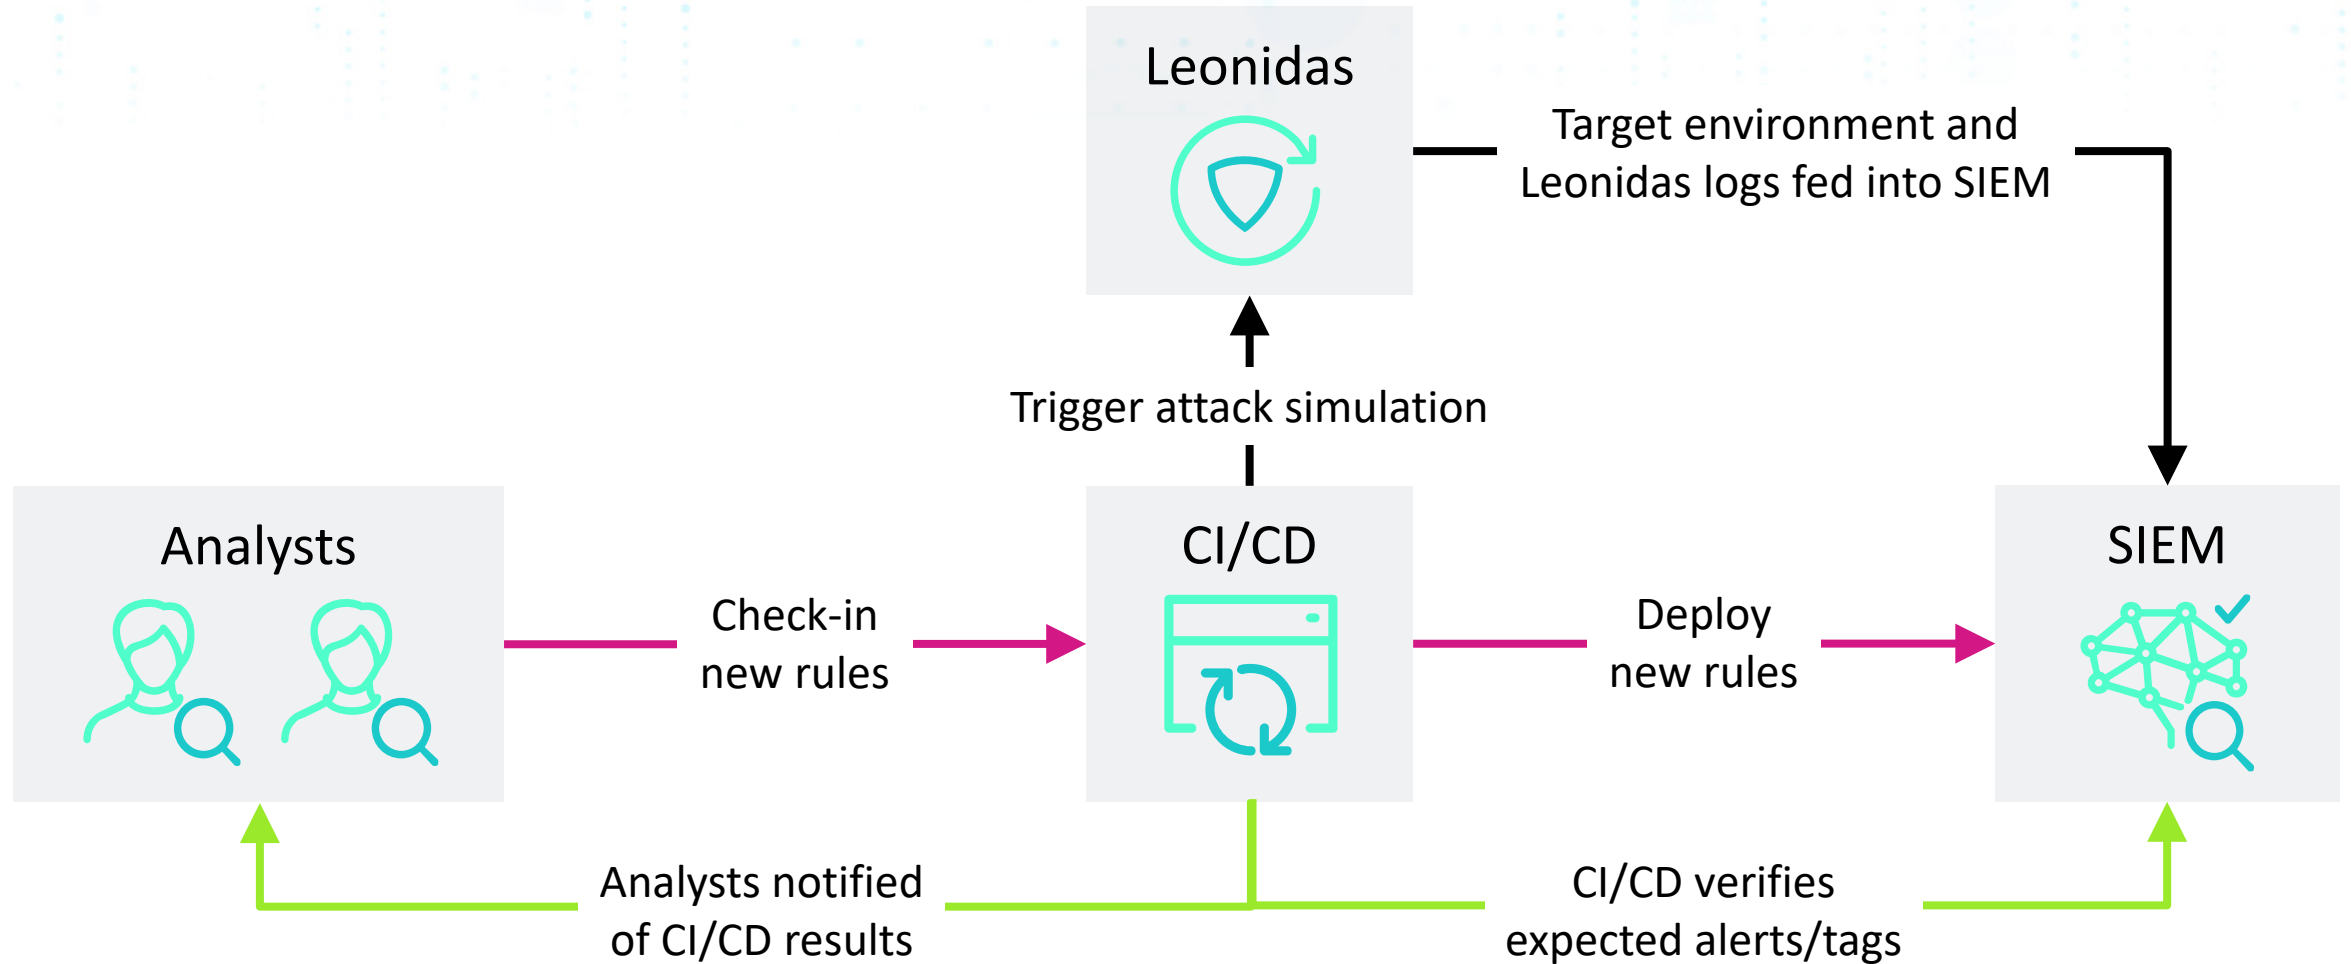 Leonidas
Target environment and
Leonidas logs fed into SIEM
Trigger attack simulation
Analysts
CI/CD
SIEM
Check-in
new rules
Deploy
new rules
Analysts notified
of CI/CD results
CI/CD verifies
expected alerts/tags